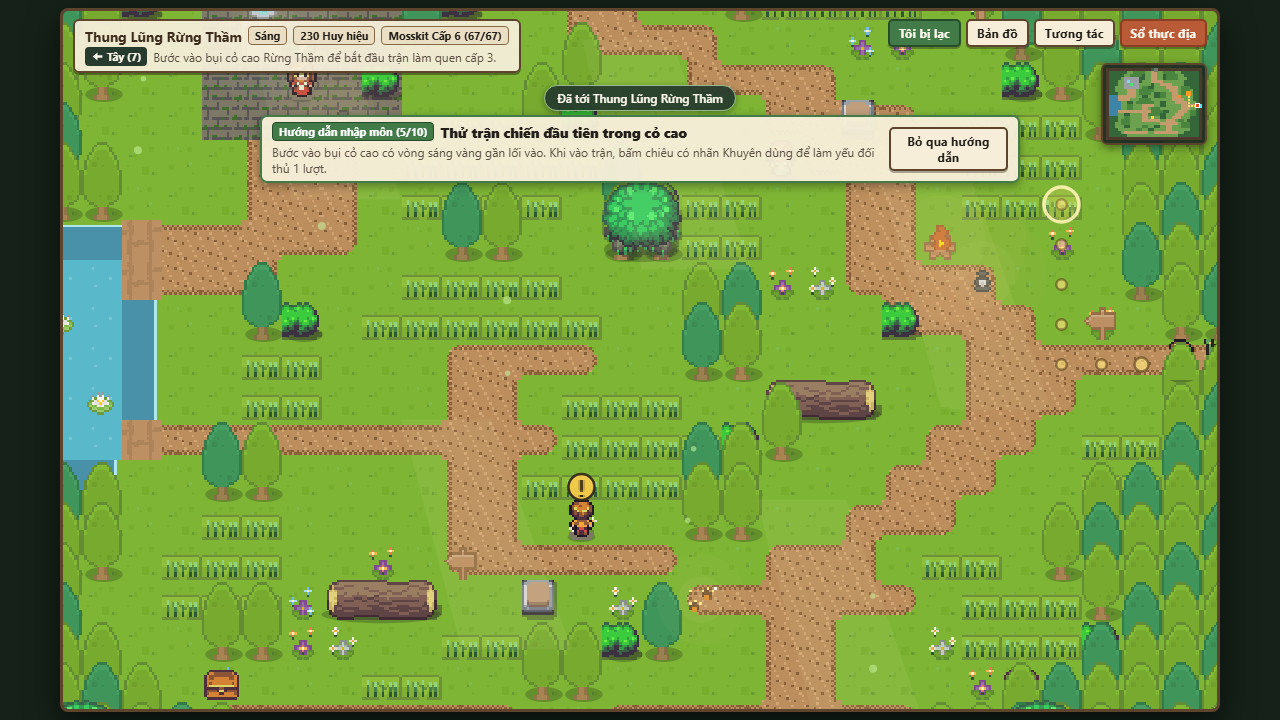 Thung Lũng Rừng Thầm Sáng 230 Huy hiệu Mosskit Cấp 6 (67/67)
← Tây (7) Bước vào bụi cỏ cao Rừng Thầm để bắt đầu trận làm quen cấp 3.
Tôi bị lạc Bản đồ Tương tác Sổ thực địa
Đã tới Thung Lũng Rừng Thầm
Hướng dẫn nhập môn (5/10) Thử trận chiến đầu tiên trong cỏ cao
Bước vào bụi cỏ cao có vòng sáng vàng gần lối vào. Khi vào trận, bấm chiêu có nhãn Khuyên dùng để làm yếu đối
thủ 1 lượt.
Bỏ qua hướng
dẫn
!